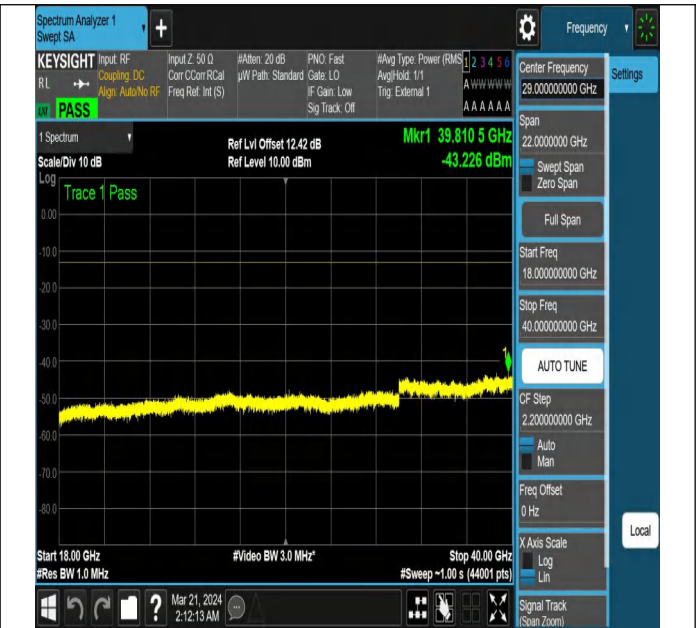 Spectrum Analyzer 1
Swept SA
+
Frequency
KEYSIGHT
RL
PASS
Input: RF
Coupling: DC
Align: Auto/No RF
Input Z: 50 Ω
Corr CCorr RCal
Freq Ref: Int (S)
#Atten: 20 dB
µW Path: Standard
PNO: Fast
Gate: LO
IF Gain: Low
Sig Track: Off
#Avg Type: Power (RMS
Avg|Hold: 1/1
Trig: External 1
1 2 3 4 5 6
A W W W W W
A A A A A A
Center Frequency
29.000000000 GHz
Settings
Span
22.0000000 GHz
Swept Span
Zero Span
Full Span
Start Freq
18.000000000 GHz
Stop Freq
40.000000000 GHz
AUTO TUNE
CF Step
2.200000000 GHz
Auto
Man
Freq Offset
0 Hz
X Axis Scale
Log
Lin
Signal Track
(Span Zoom)
Local
1 Spectrum
Scale/Div 10 dB
Ref Lvl Offset 12.42 dB
Ref Level 10.00 dBm
Mkr1 39.810 5 GHz
-43.226 dBm
Log
Trace 1 Pass
0.00
-10.0
-20.0
-30.0
-40.0
-50.0
-60.0
-70.0
-80.0
1
Start 18.00 GHz
#Res BW 1.0 MHz
#Video BW 3.0 MHz*
Stop 40.00 GHz
#Sweep ~1.00 s (44001 pts)
?
Mar 21, 2024
2:12:13 AM